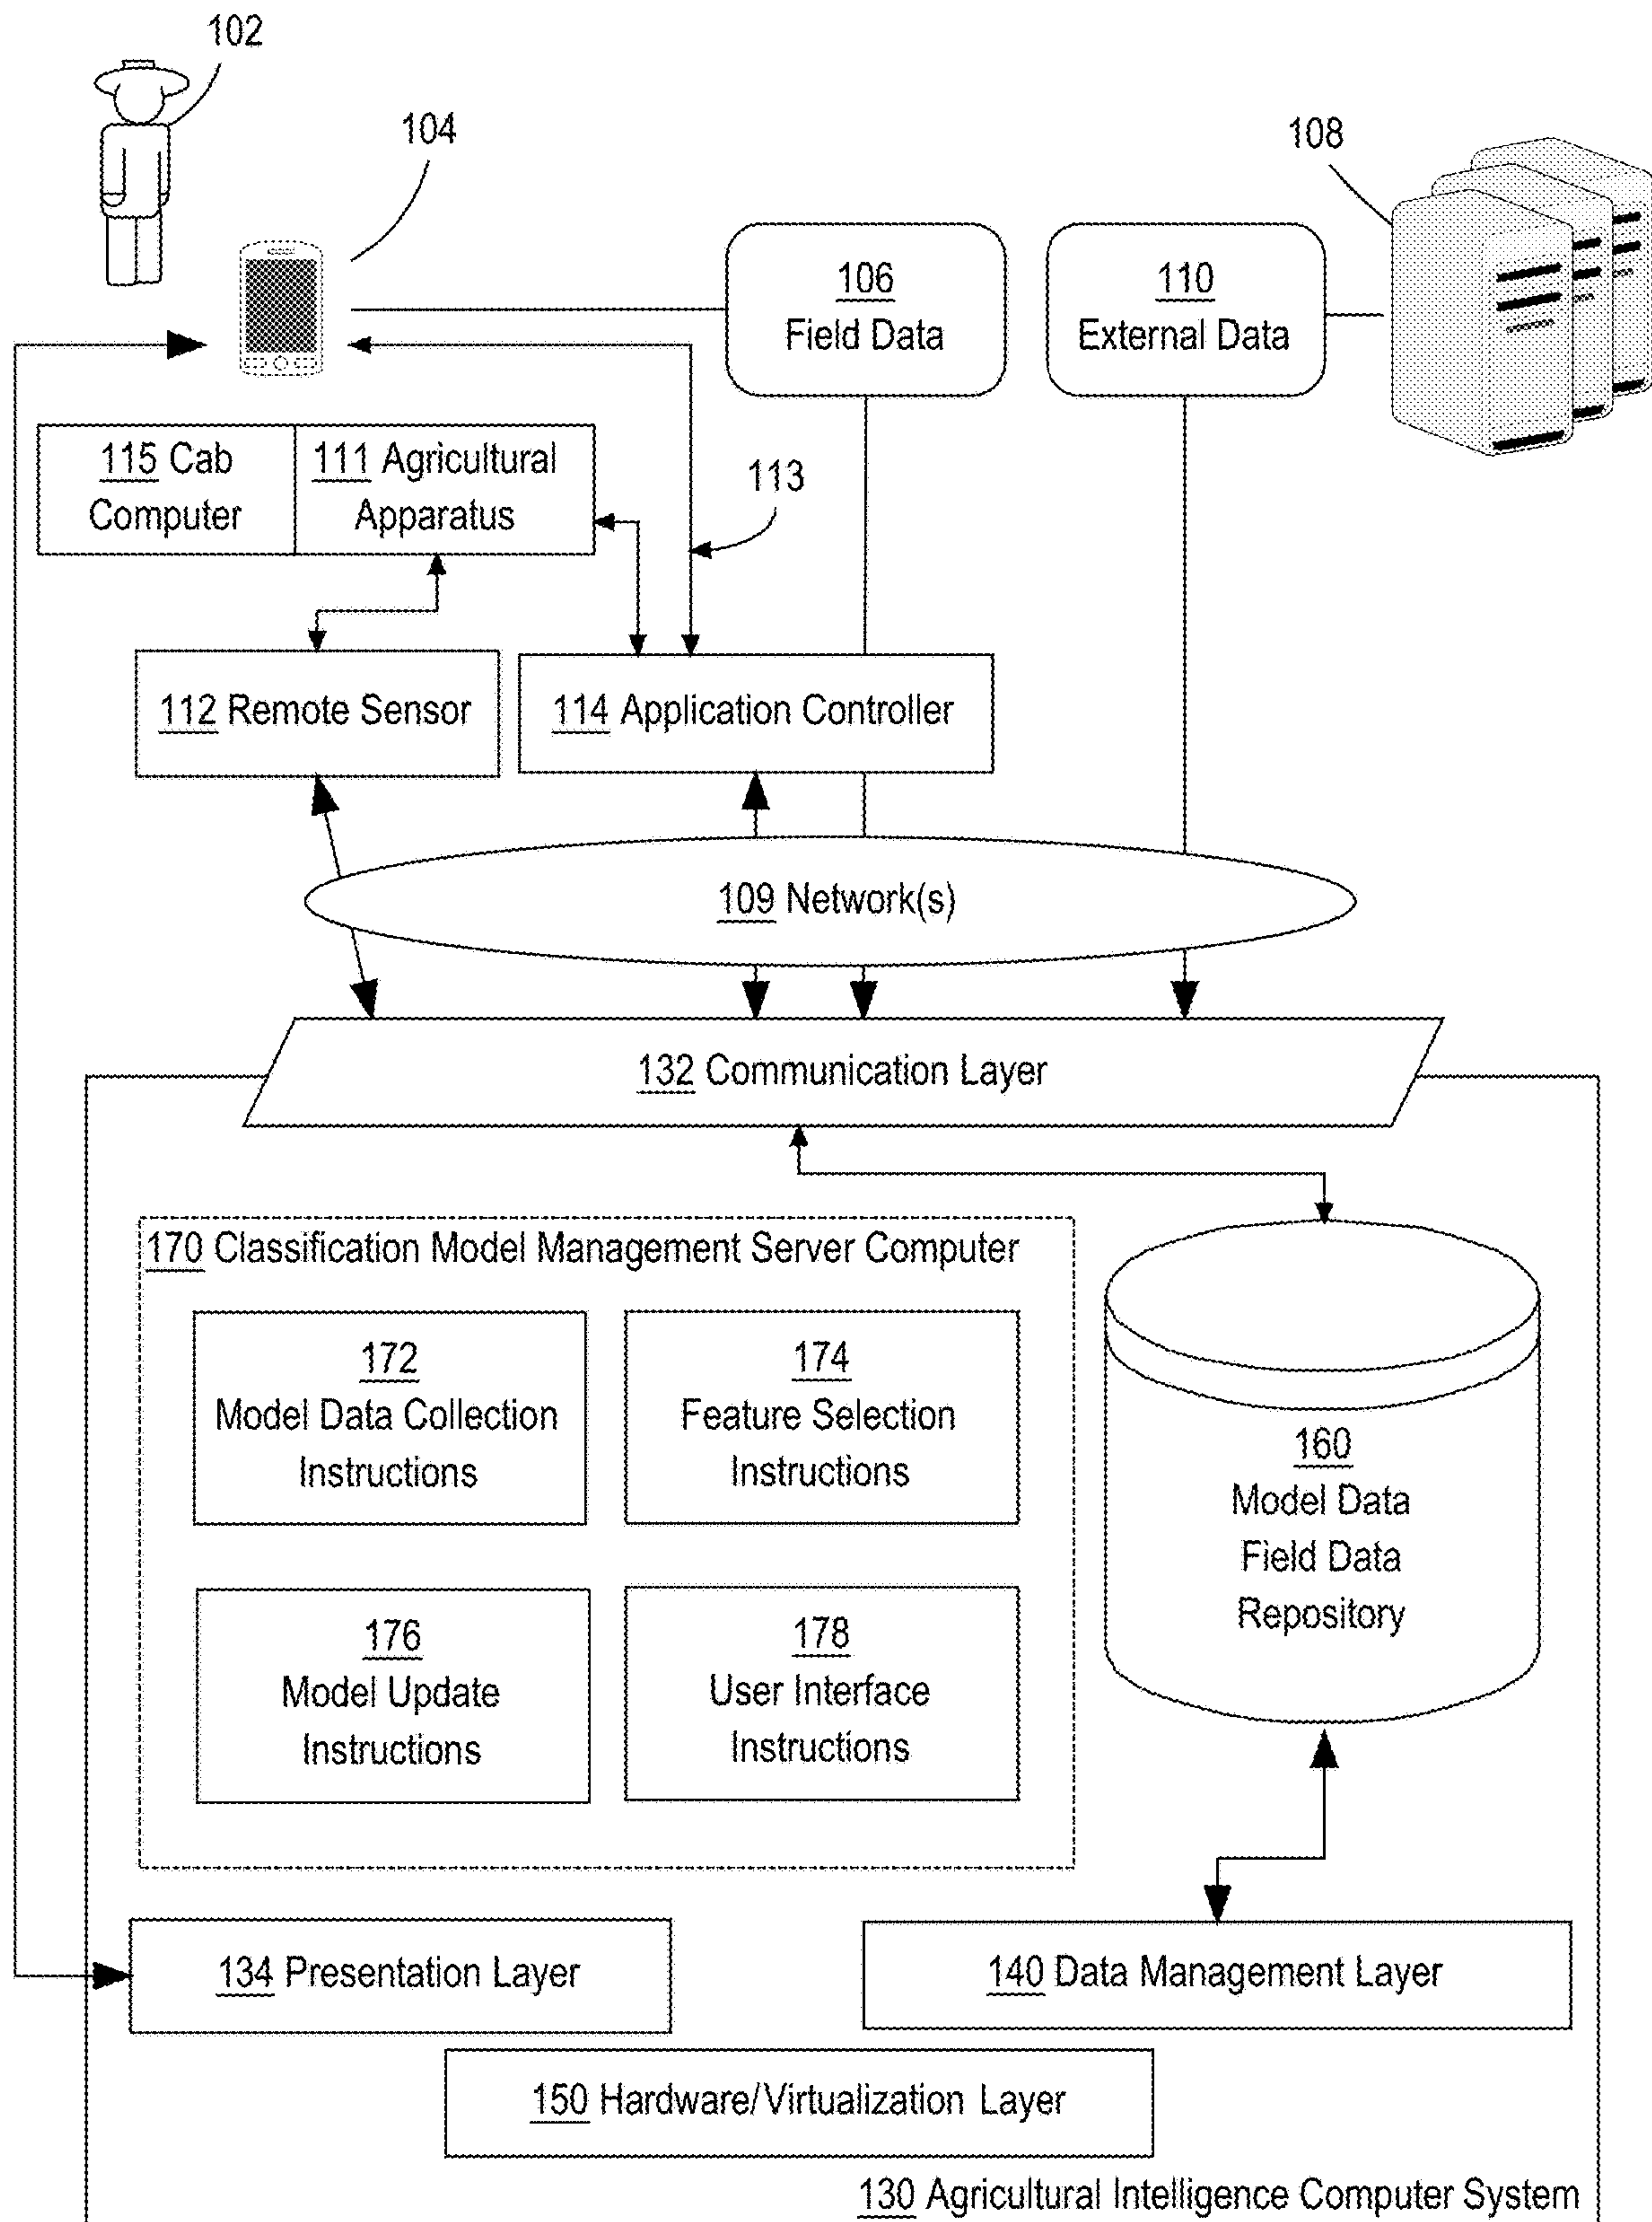 102
104
108
106
Field Data
110
External Data
115 Cab
Computer
111 Agricultural
Apparatus
113
112 Remote Sensor
114 Application Controller
109 Network(s)
132 Communication Layer
170 Classification Model Management Server Computer
172
Model Data Collection
Instructions
174
Feature Selection
Instructions
160
Model Data
Field Data
Repository
176
Model Update
Instructions
178
User Interface
Instructions
134 Presentation Layer
140 Data Management Layer
150 Hardware/Virtualization Layer
130 Agricultural Intelligence Computer System